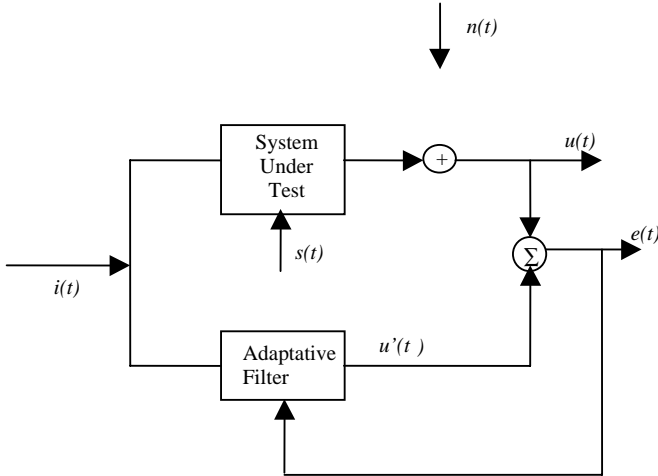 n(t)
System
Under
Test
+
u(t)
s(t)
Σ
e(t)
i(t)
Adaptative
Filter
u’(t )